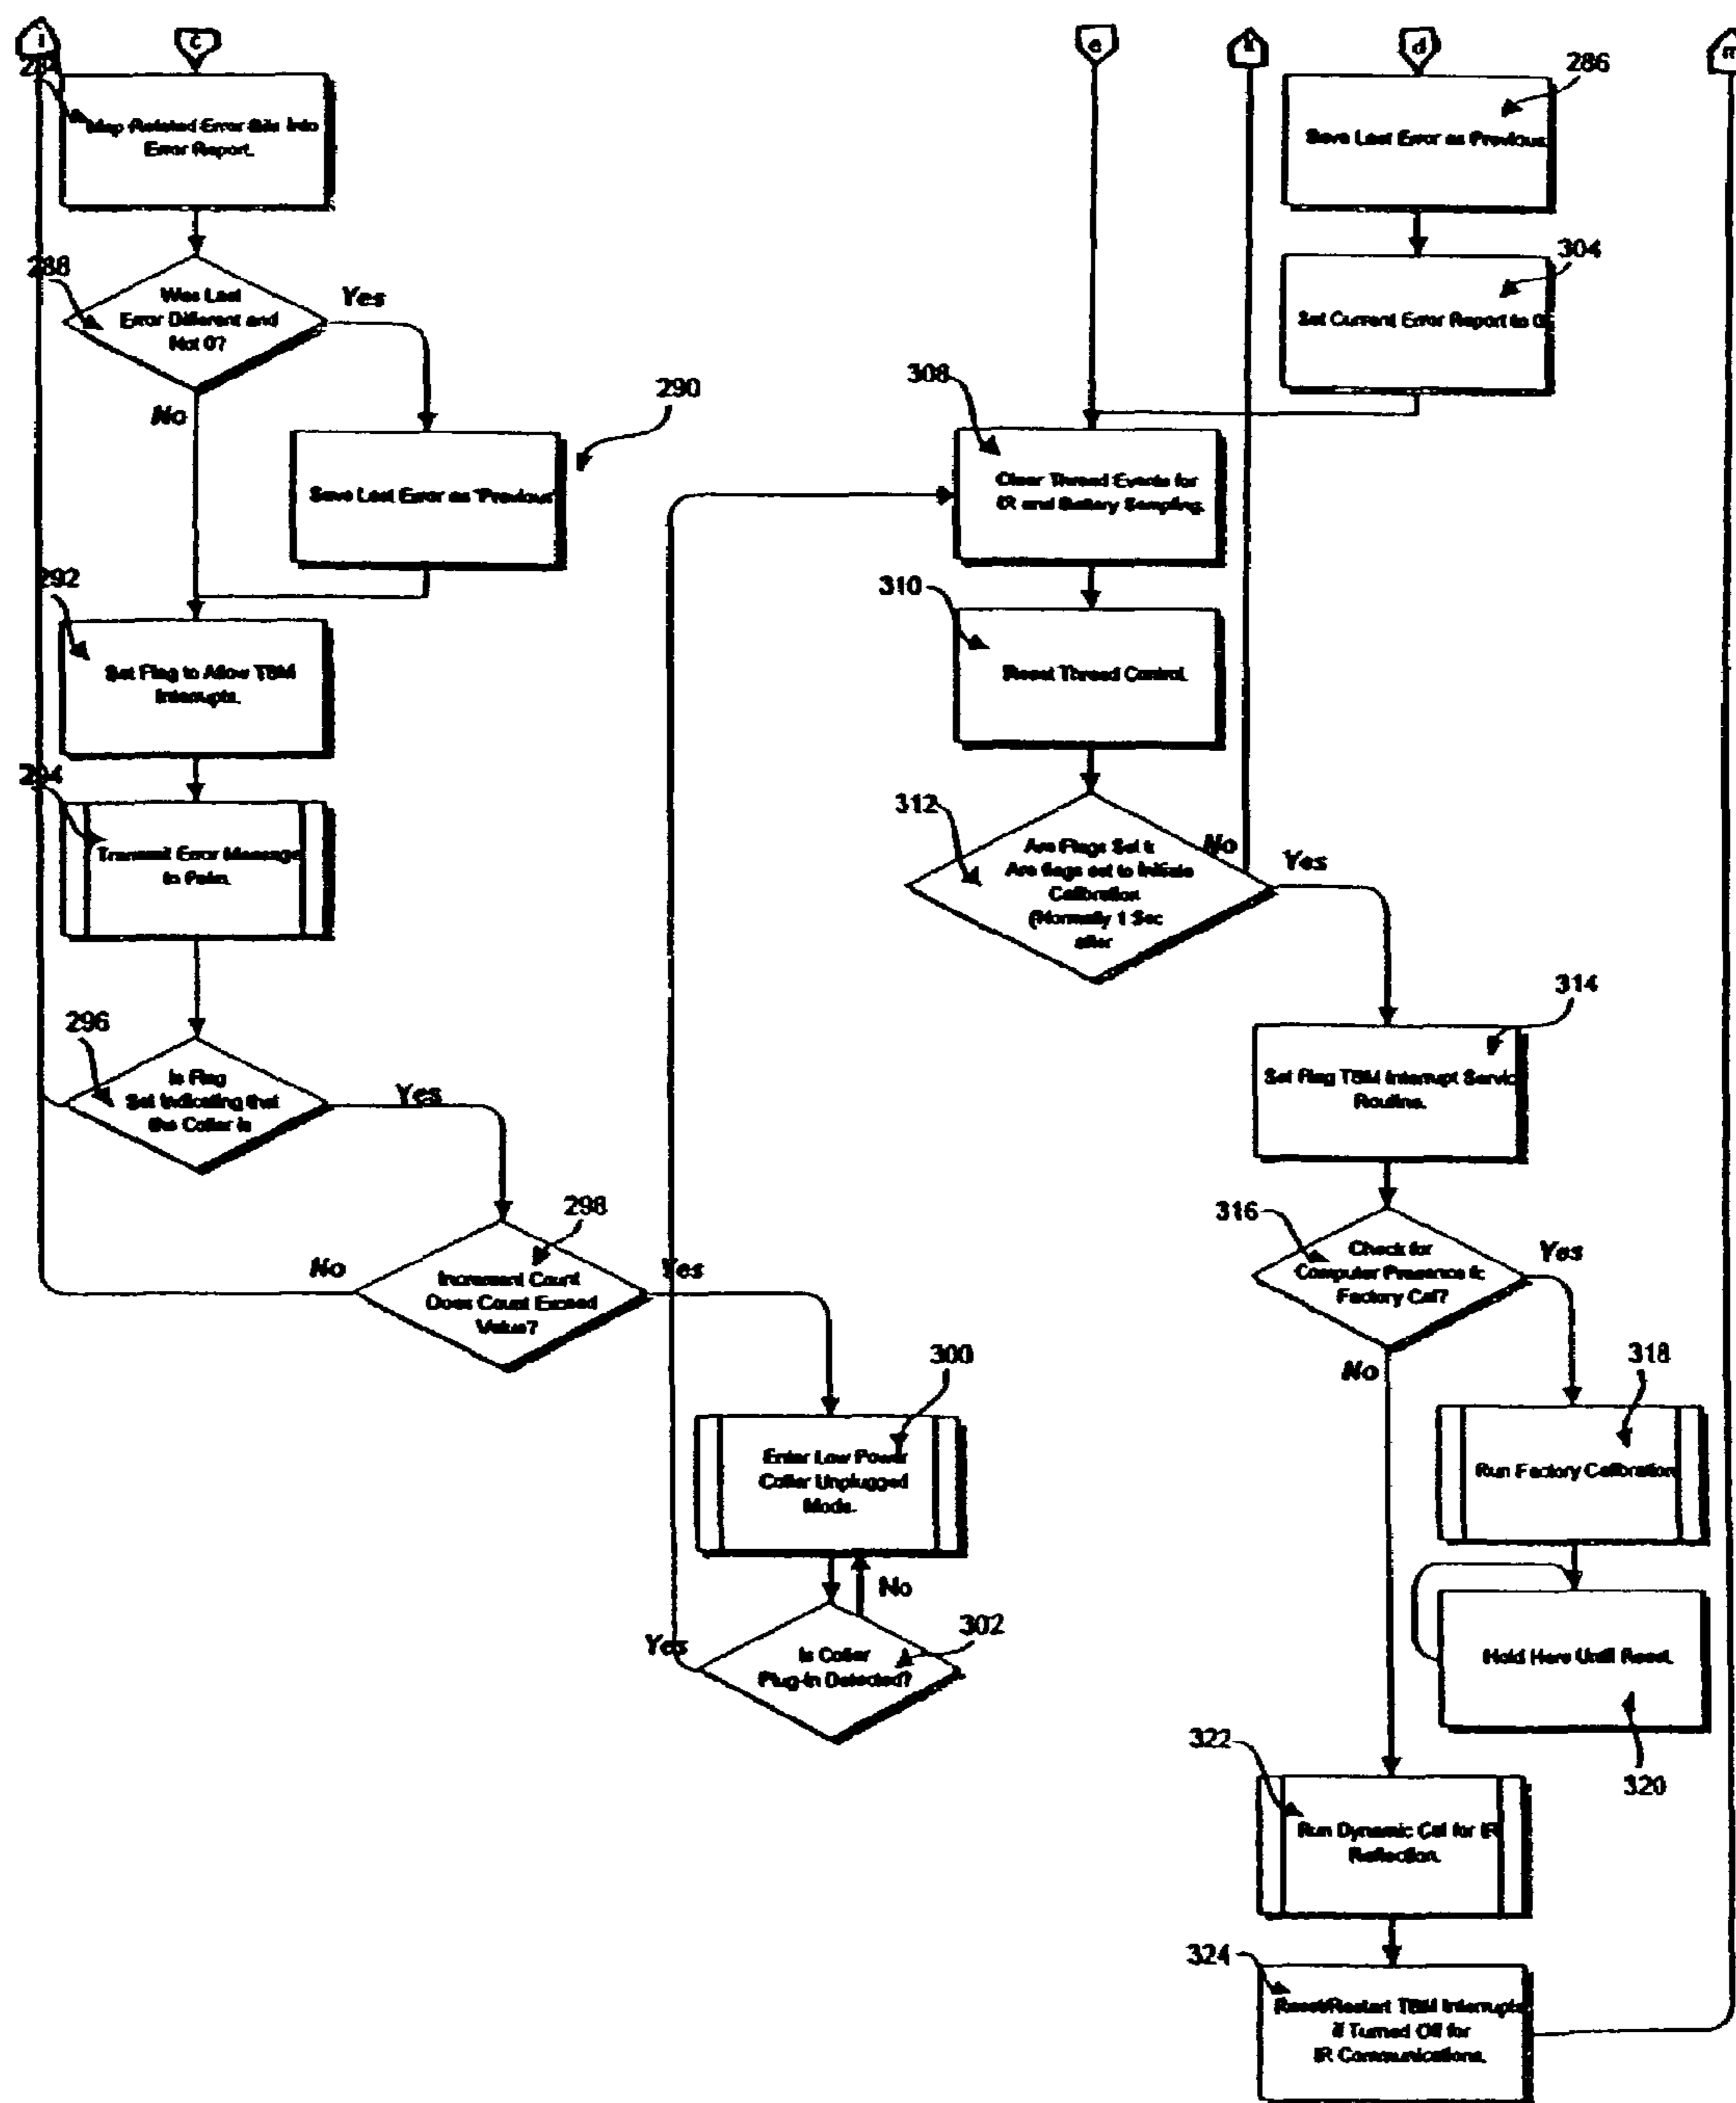 c
e
d
284
Map Related Error Bits Into
Error Report.
286
Save Last Error as Previous
288
Was Last
Error Different and
Not 0?
Yes
No
304
Set Current Error Report to 0
290
Save Last Error as "Previous"
308
Clear Thread Events for
IR and Battery Sampling.
292
Set Flag to Allow TBM
Interrupts.
310
Reset Thread Control.
294
Transmit Error Message
to Palm.
312
Are Flags Set t
Are flags set to Initiate
Calibration
(Normally 1 Sec
after
No
Yes
296
Is Flag
Set Indicating that
the Collar is
Yes
314
Set Flag TBM Interrupt Servic
Routine.
298
Increment Count
Does Count Exceed
Value?
No
Yes
316
Check for
Computer Presence fc
Factory Cal?
Yes
No
300
Enter Low Power
Collar Unplugged
Mode.
318
Run Factory Calibration
No
302
Is Collar
Plug-In Detected?
Yes
Hold Here Until Reset.
320
322
Run Dynamic Cal for IR
Reflection.
324
Reset/Restart TBM Interrupts
if Turned Off for
IR Communications.